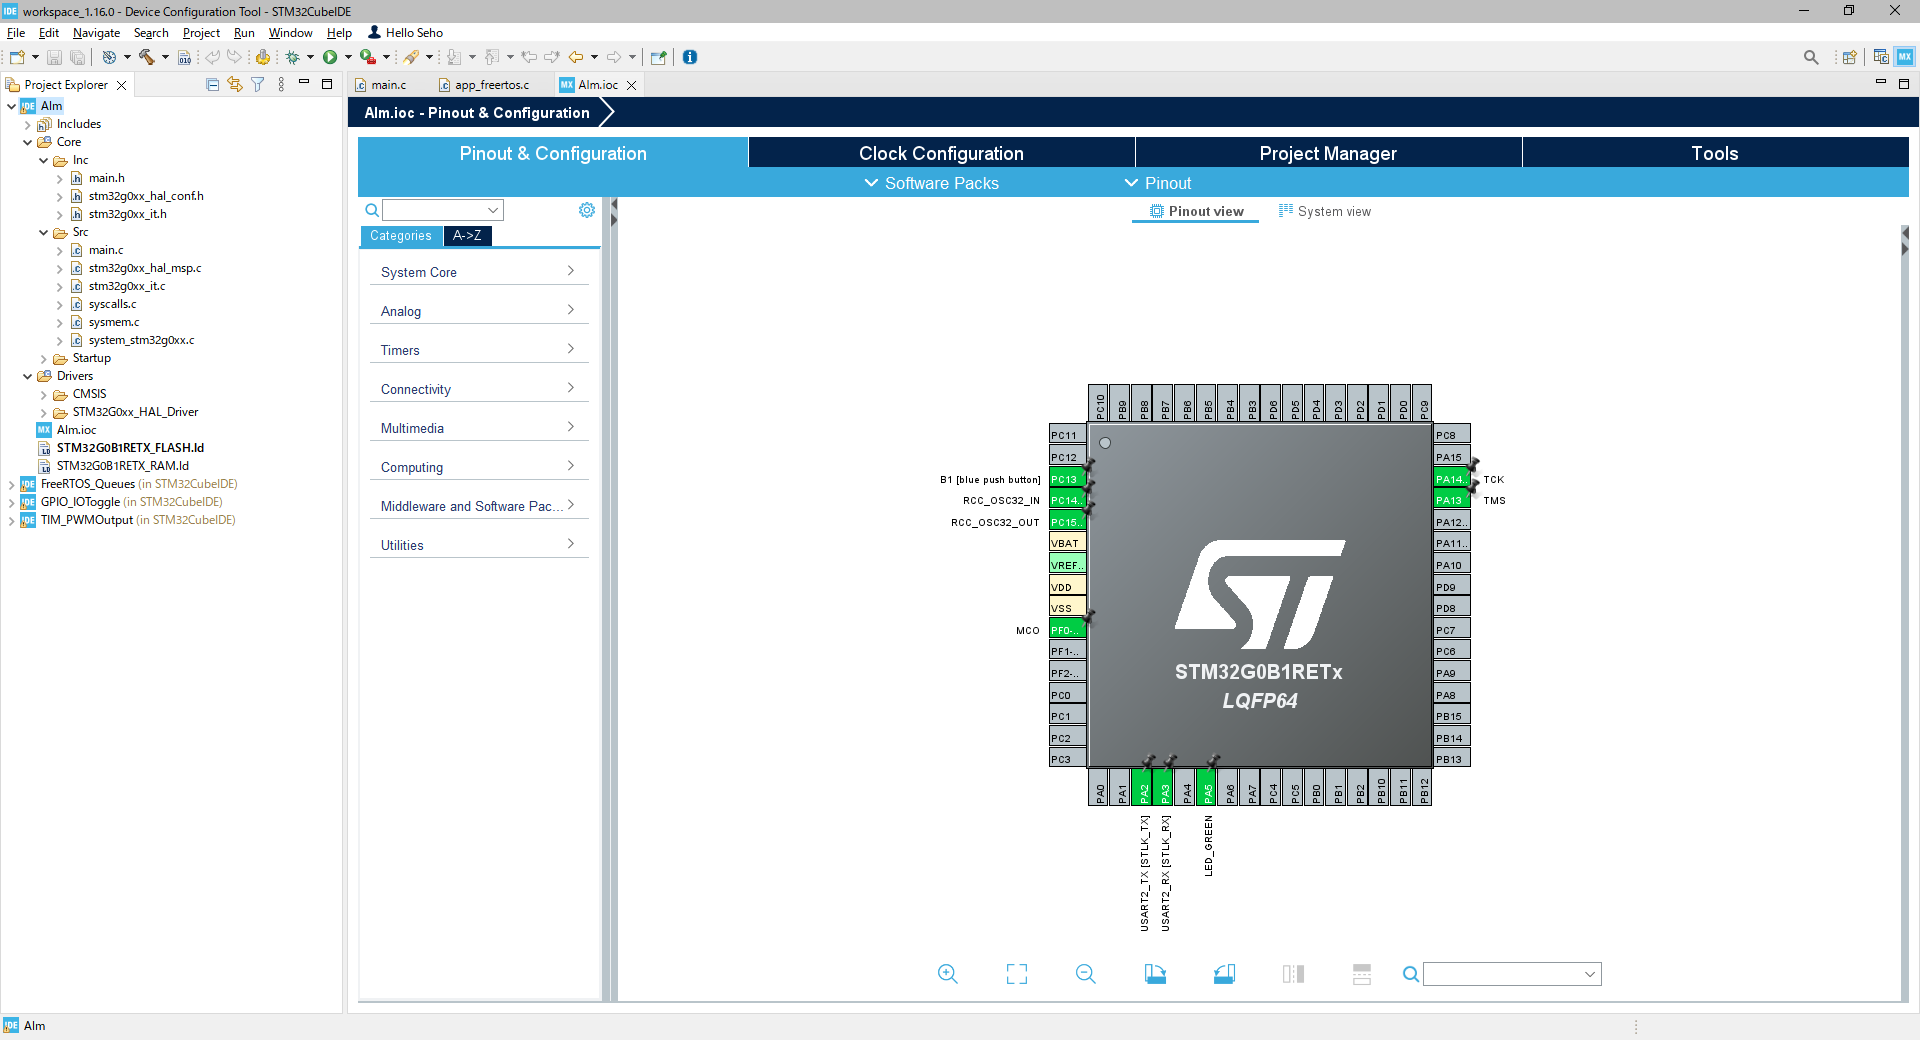 workspace_1.16.0 - Device Configuration Tool - STM32CubeIDE
File Edit Navigate Search Project Run Window Help Hello Seho
Project Explorer
main.c app_freertos.c Alm.ioc
Alm
Includes
Core
Inc
main.h
stm32g0xx_hal_conf.h
stm32g0xx_it.h
Src
main.c
stm32g0xx_hal_msp.c
stm32g0xx_it.c
syscalls.c
sysmem.c
system_stm32g0xx.c
Startup
Drivers
CMSIS
STM32G0xx_HAL_Driver
Alm.ioc
STM32G0B1RETX_FLASH.ld
STM32G0B1RETX_RAM.ld
FreeRTOS_Queues (in STM32CubeIDE)
GPIO_IOToggle (in STM32CubeIDE)
TIM_PWMOutput (in STM32CubeIDE)
Alm.ioc - Pinout & Configuration
Pinout & Configuration Clock Configuration Project Manager Tools
Software Packs Pinout
Pinout view System view
Categories A->Z
System Core
Analog
Timers
Connectivity
Multimedia
Computing
Middleware and Software Pac...
Utilities
PC10 PB9 PB8 PB7 PB6 PB5 PB4 PB3 PD6 PD5 PD4 PD3 PD2 PD1 PD0 PC9
PC11
PC12
B1 [blue push button] PC13
RCC_OSC32_IN PC14..
RCC_OSC32_OUT PC15..
VBAT
VREF..
VDD
VSS
MCO PF0-..
PF1-..
PF2-..
PC0
PC1
PC2
PC3
ST
STM32G0B1RETx
LQFP64
PC8
PA15
PA14.. TCK
PA13 TMS
PA12..
PA11..
PA10
PD9
PD8
PC7
PC6
PA9
PA8
PB15
PB14
PB13
PA0 PA1 PA2 PA3 PA4 PA5 PA6 PA7 PC4 PC5 PB0 PB1 PB2 PB10 PB11 PB12
USART2_TX [STLK_TX]
USART2_RX [STLK_RX]
LED_GREEN
Alm